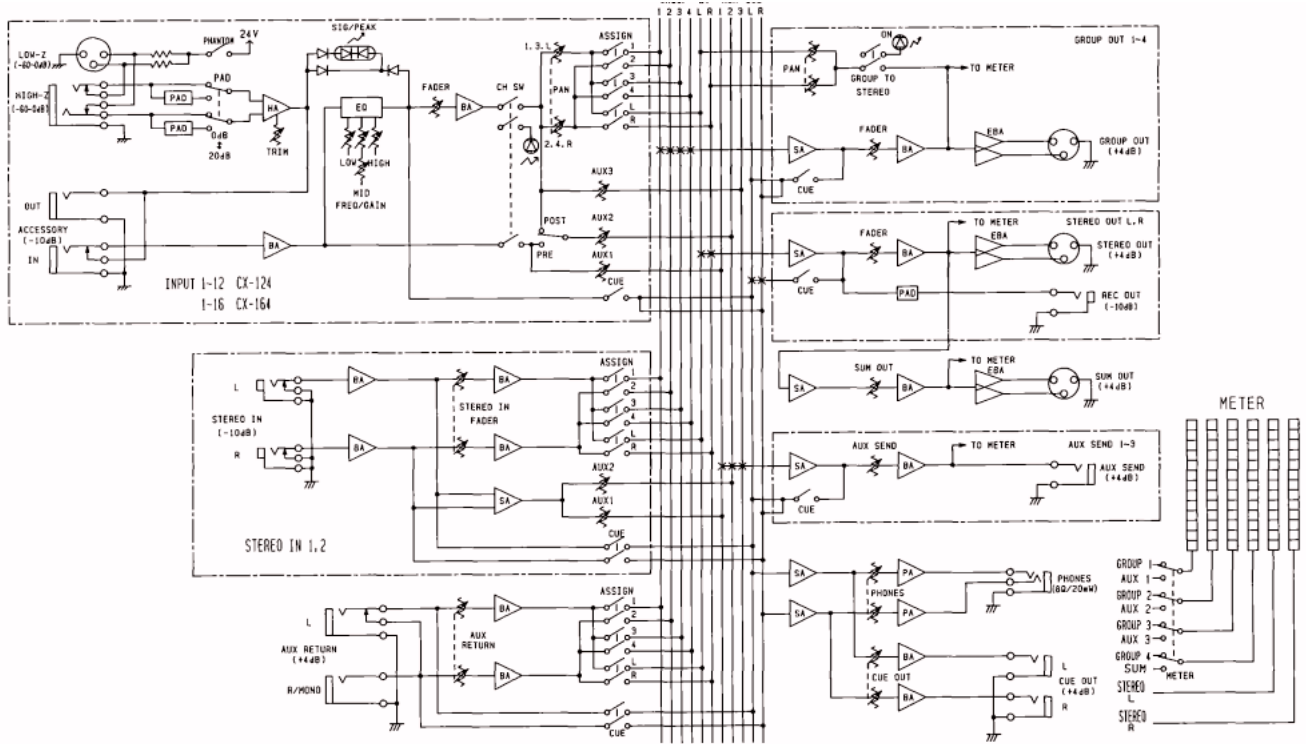 1 2 3 4 L R 1 2 3 L R
LOW-Z
(-60-0dB)
PHANTOM
24V
SIG/PEAK
HIGH-Z
(-60-0dB)
PAD
PAD
PAD
0dB
20dB
HA
TRIM
EQ
LOW
HIGH
MID
FREQ/GAIN
FADER
BA
CH SW
1.3.L
PAN
2.4.R
ASSIGN
1
2
3
4
L
R
AUX3
AUX2
AUX1
POST
PRE
CUE
OUT
ACCESSORY
(-10dB)
IN
BA
INPUT 1~12 CX-124
1~16 CX-164
STEREO IN
(-10dB)
L
R
BA
BA
STEREO IN
FADER
BA
BA
SA
ASSIGN
1
2
3
4
L
R
AUX2
AUX1
CUE
STEREO IN 1,2
L
AUX RETURN
(+4dB)
R/MONO
AUX
RETURN
BA
BA
ASSIGN
1
2
3
4
L
R
CUE
GROUP OUT 1~4
PAN
ON
GROUP TO
STEREO
TO METER
SA
CUE
FADER
BA
EBA
GROUP OUT
(+4dB)
STEREO OUT L,R
TO METER
SA
CUE
FADER
BA
EBA
STEREO OUT
(+4dB)
PAD
REC OUT
(-10dB)
SA
SUM OUT
BA
TO METER
EBA
SUM OUT
(+4dB)
AUX SEND 1~3
SA
CUE
AUX SEND
BA
TO METER
AUX SEND
(+4dB)
SA
SA
PHONES
PA
PA
PHONES
(8Ω/20mW)
CUE OUT
BA
BA
L
CUE OUT
(+4dB)
R
METER
GROUP 1
AUX 1
GROUP 2
AUX 2
GROUP 3
AUX 3
GROUP 4
SUM
METER
STEREO
L
STEREO
R